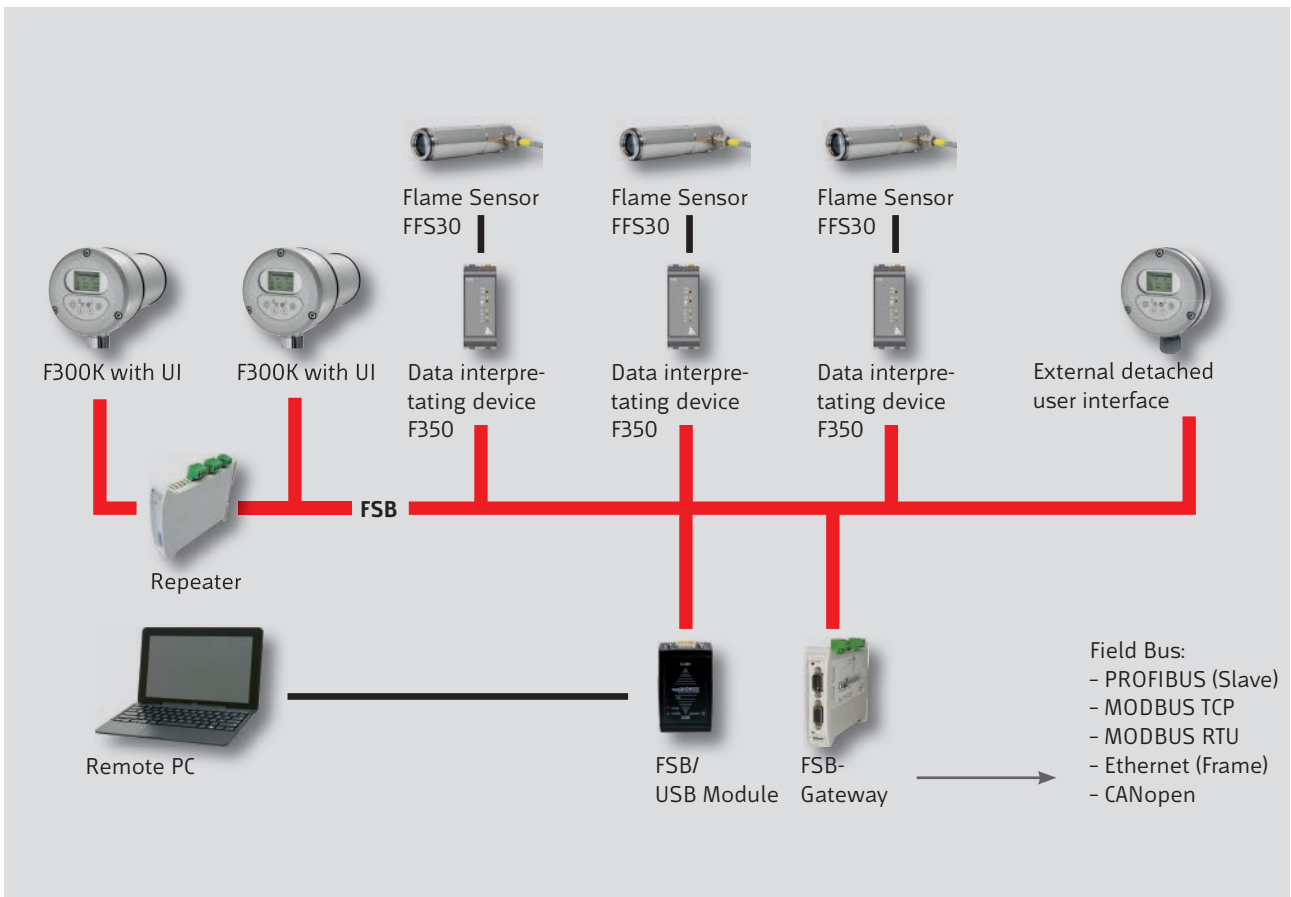 Flame Sensor
FFS30
Flame Sensor
FFS30
Flame Sensor
FFS30
F300K with UI
F300K with UI
Data interpre-
tating device
F350
Data interpre-
tating device
F350
Data interpre-
tating device
F350
External detached
user interface
FSB
Repeater
Remote PC
FSB/
USB Module
FSB-
Gateway
Field Bus:
- PROFIBUS (Slave)
- MODBUS TCP
- MODBUS RTU
- Ethernet (Frame)
- CANopen